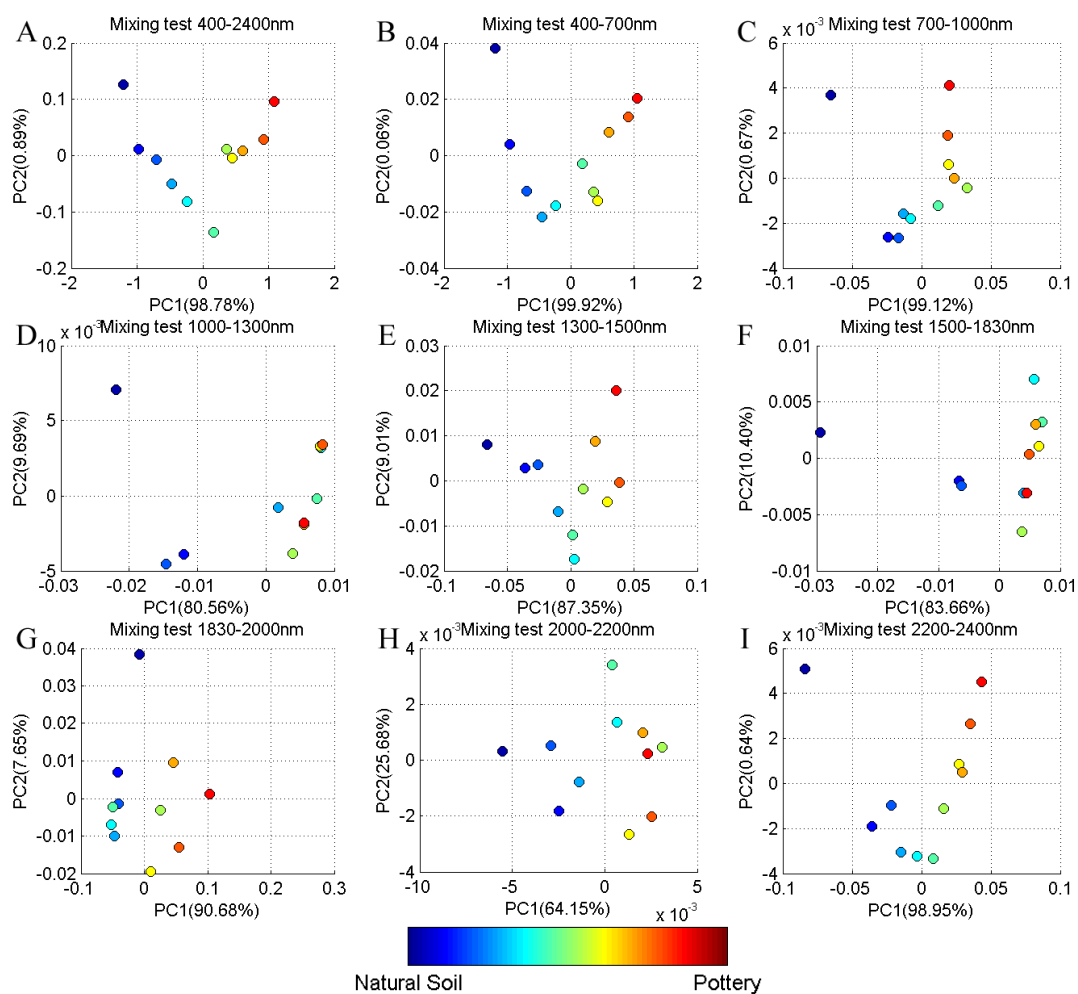 A
Mixing test 400-2400nm
0.2
0.1
0
-0.1
-0.2
PC2(0.89%)
-2 -1 0 1 2
PC1(98.78%)
B
Mixing test 400-700nm
0.04
0.02
0
-0.02
-0.04
PC2(0.06%)
-2 -1 0 1 2
PC1(99.92%)
C
Mixing test 700-1000nm
x 10⁻³
6
4
2
0
-2
-4
PC2(0.67%)
-0.1 -0.05 0 0.05 0.1
PC1(99.12%)
D
Mixing test 1000-1300nm
x 10⁻³
10
5
0
-5
PC2(9.69%)
-0.03 -0.02 -0.01 0 0.01
PC1(80.56%)
E
Mixing test 1300-1500nm
0.03
0.02
0.01
0
-0.01
-0.02
PC2(9.01%)
-0.1 -0.05 0 0.05 0.1
PC1(87.35%)
F
Mixing test 1500-1830nm
0.01
0.005
0
-0.005
-0.01
PC2(10.40%)
-0.03 -0.02 -0.01 0 0.01
PC1(83.66%)
G
Mixing test 1830-2000nm
0.04
0.03
0.02
0.01
0
-0.01
-0.02
PC2(7.65%)
-0.1 0 0.1 0.2 0.3
PC1(90.68%)
H
Mixing test 2000-2200nm
x 10⁻³
4
2
0
-2
-4
PC2(25.68%)
-10 -5 0 5
PC1(64.15%)
x 10⁻³
I
Mixing test 2200-2400nm
x 10⁻³
6
4
2
0
-2
-4
PC2(0.64%)
-0.1 -0.05 0 0.05 0.1
PC1(98.95%)
Natural Soil Pottery